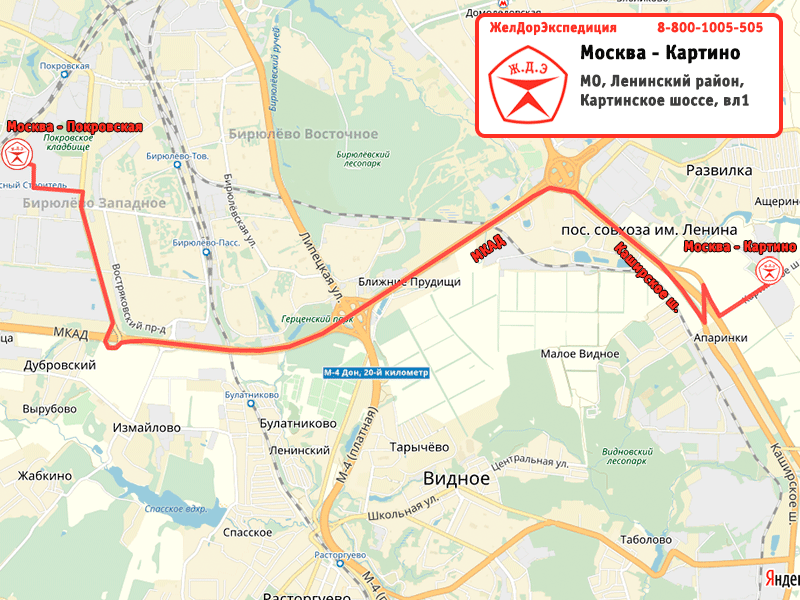 Домодедовская
ЖелДорЭкспедиция 8-800-1005-505
Ж.Д.Э
Москва - Картино
МО, Ленинский район,
Картинское шоссе, вл1
Покровская
Бирюлёвский ручей
Москва - Покровская
Покровское
кладбище
Бирюлёво Восточное
Бирюлёво-Тов.
Бирюлёвский
лесопарк
Развилка
Бирюлёвская ул.
Бирюлёво Западное
Бирюлёво-Пасс.
Липецкая ул.
МКАД
пос. совхоза им. Ленина
Москва - Картино
Каширское ш.
Востряковский пр-д
Ближние Прудищи
Герценский парк
МКАД
Апаринки
Дубровский
М-4 Дон, 20-й километр
Малое Видное
Булатниково
Вырубово
Измайлово
Булатниково
Ленинский
М-4 (платная)
Тарычёво
Видновский
лесопарк
Центральная ул.
Жабкино
Видное
Каширское ш.
Спасское вдхр.
Школьная ул.
Спасское
Таболово
Расторгуево
М-4
Расторгуево